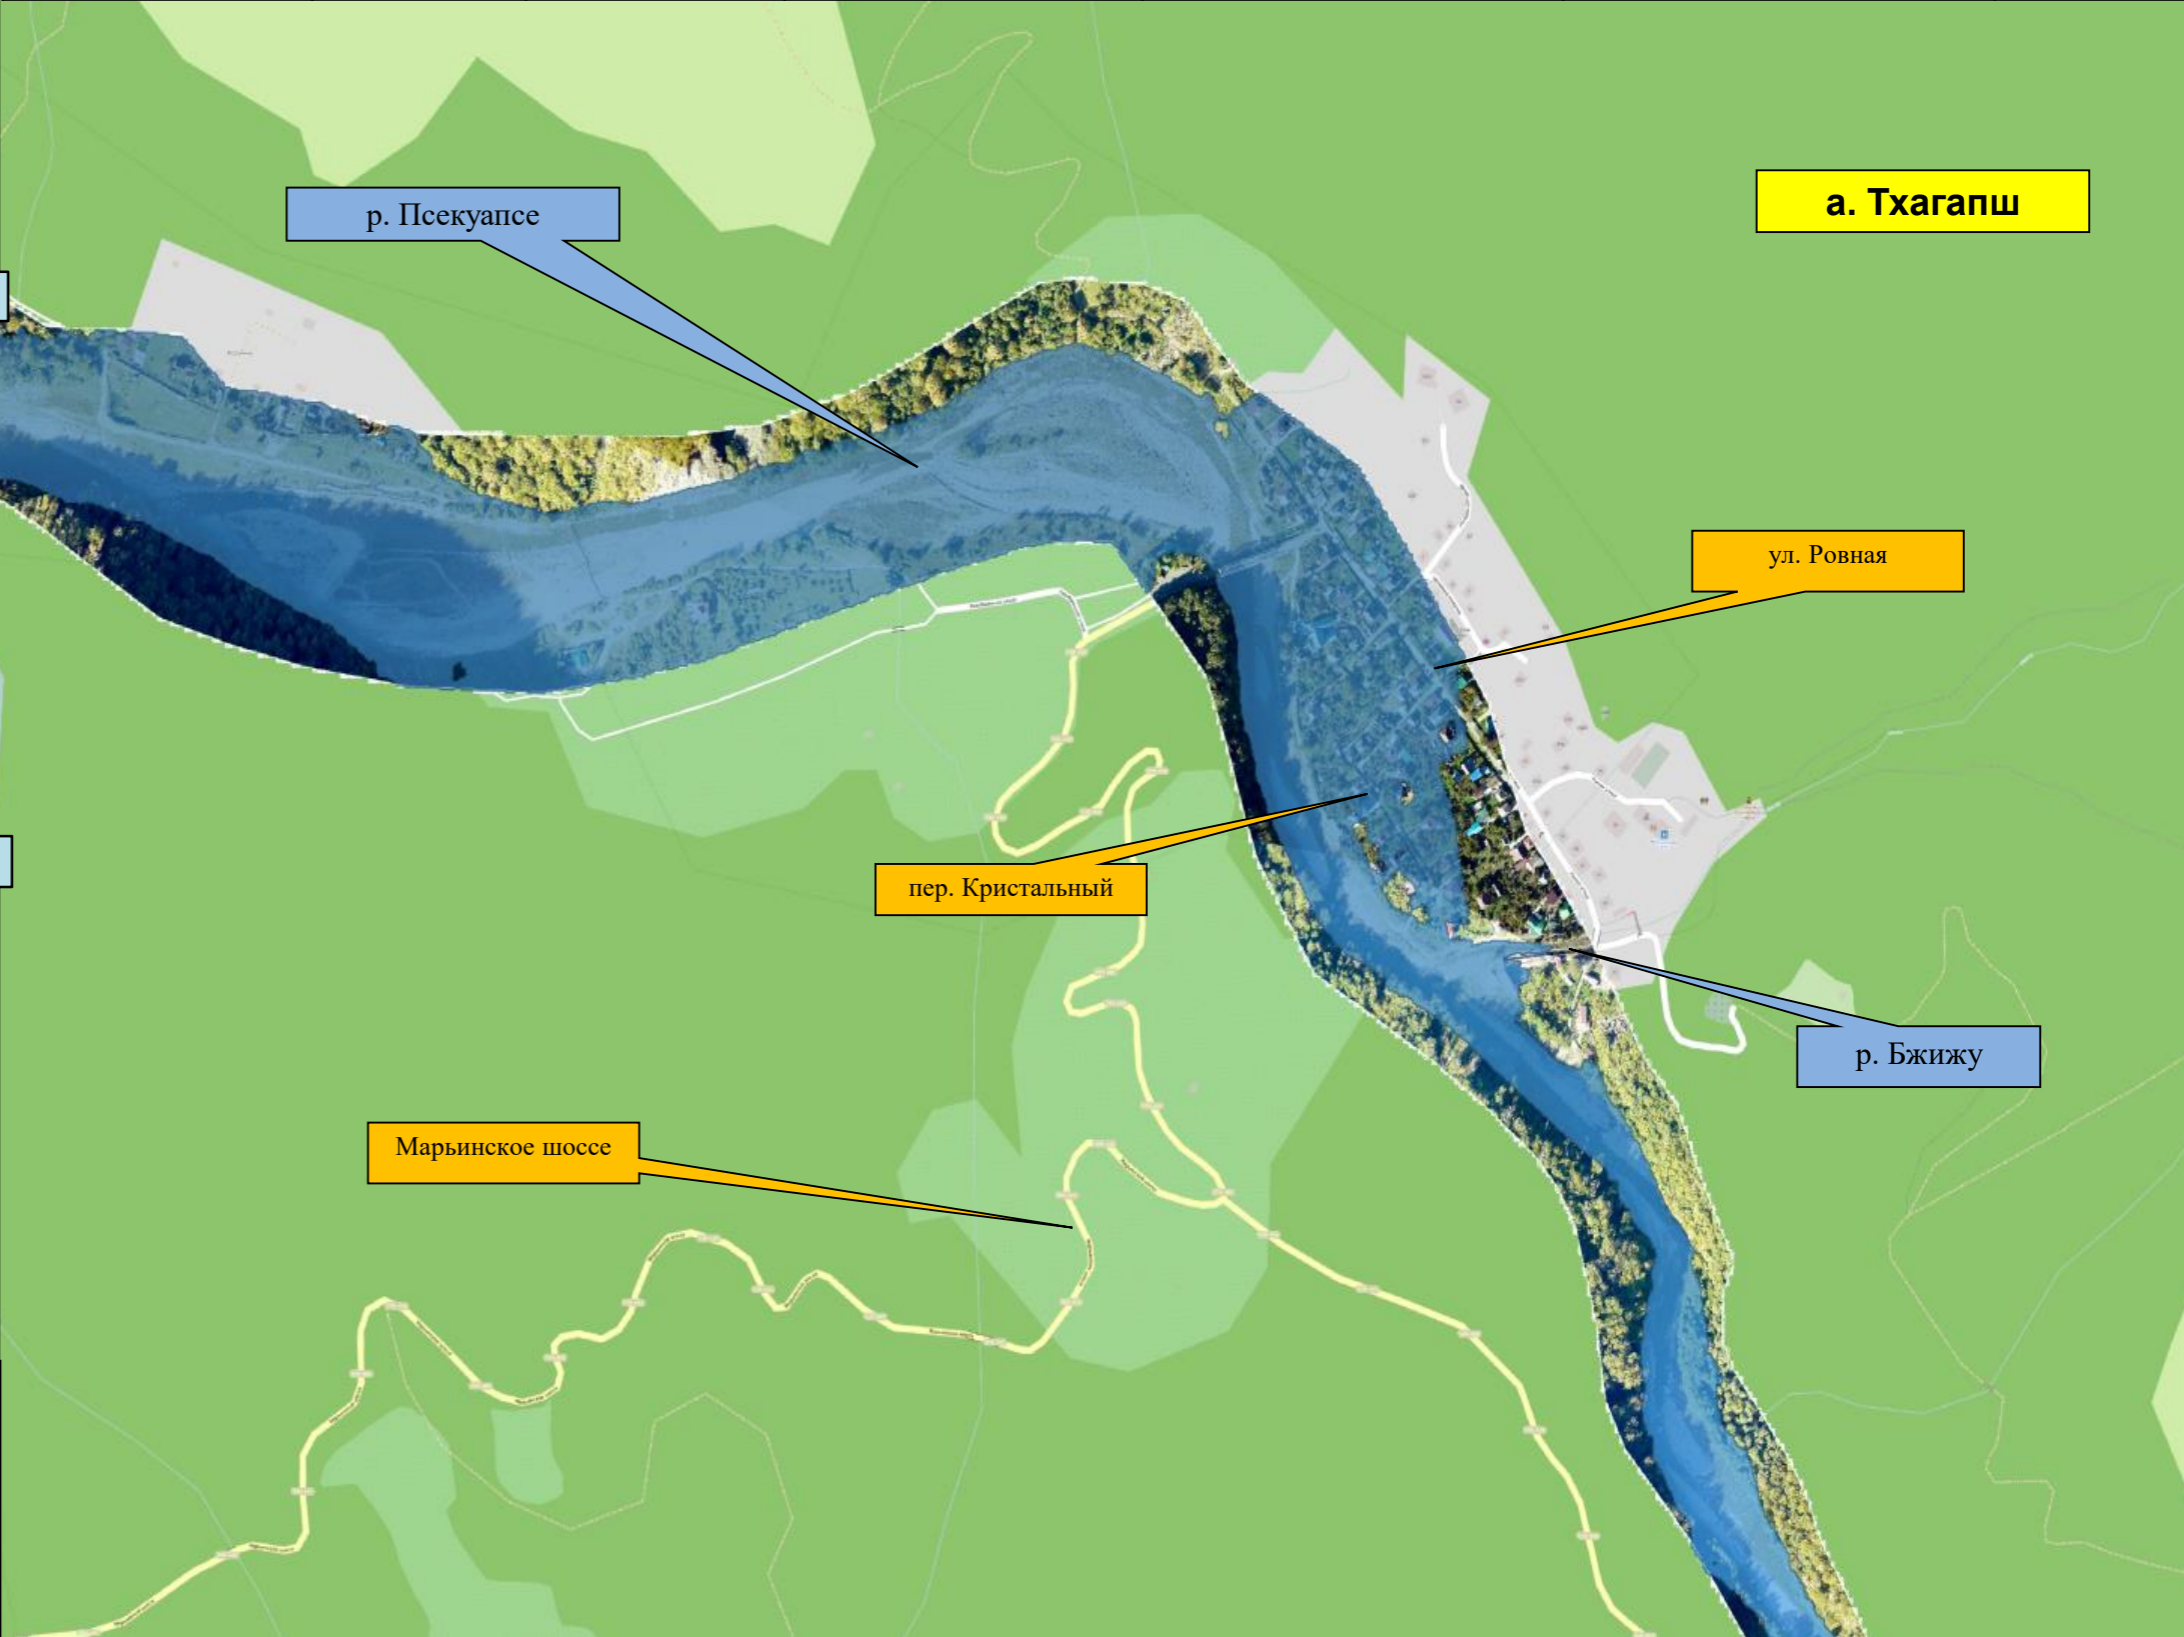 а. Тхагапш
р. Псекуапсе
ул. Ровная
пер. Кристальный
р. Бжижу
Марьинское шоссе